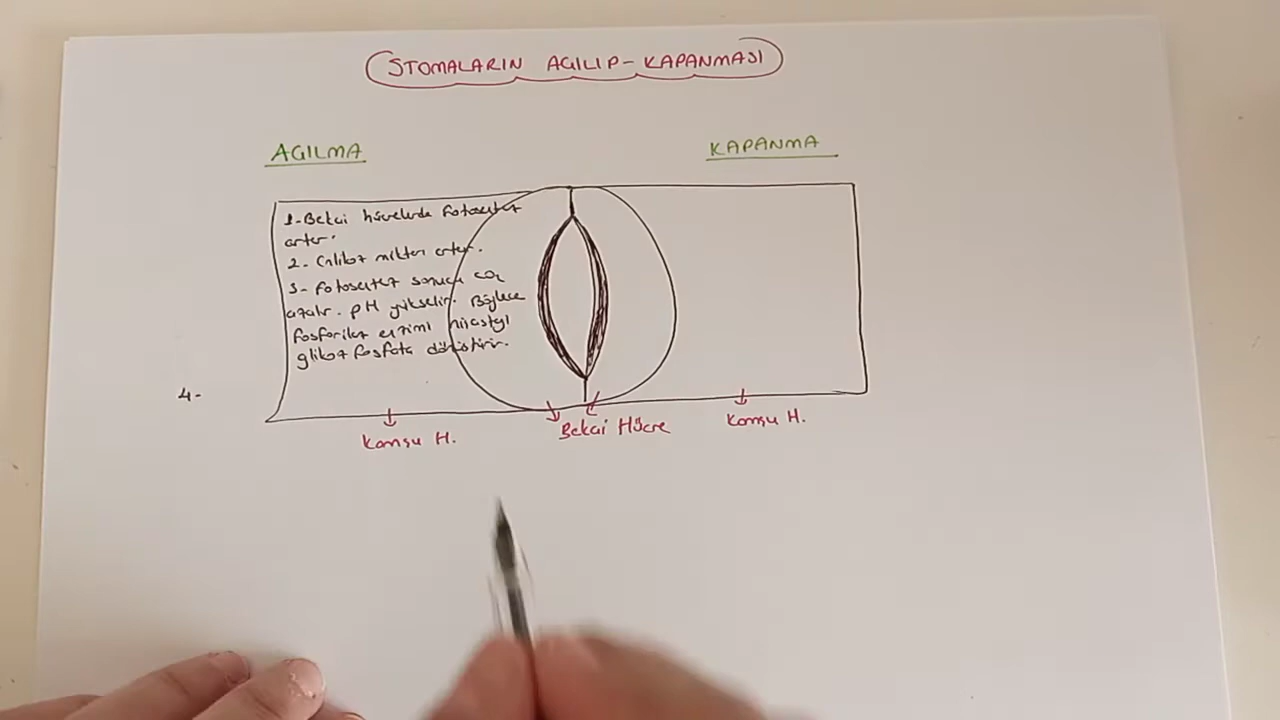 STOMALARIN AÇILIP-KAPANMASI
AÇILMA
KAPANMA
1-Bekçi hücrelerde fotosentez
artar.
2- Glikoz miktarı artar.
3- Fotosentez sonucu CO2
azalır. pH yükselir. Böylece
fosforilaz enzimi nişastayı
glikoz fosfata dönüştürür.
4-
Komşu H.
Bekçi Hücre
Komşu H.